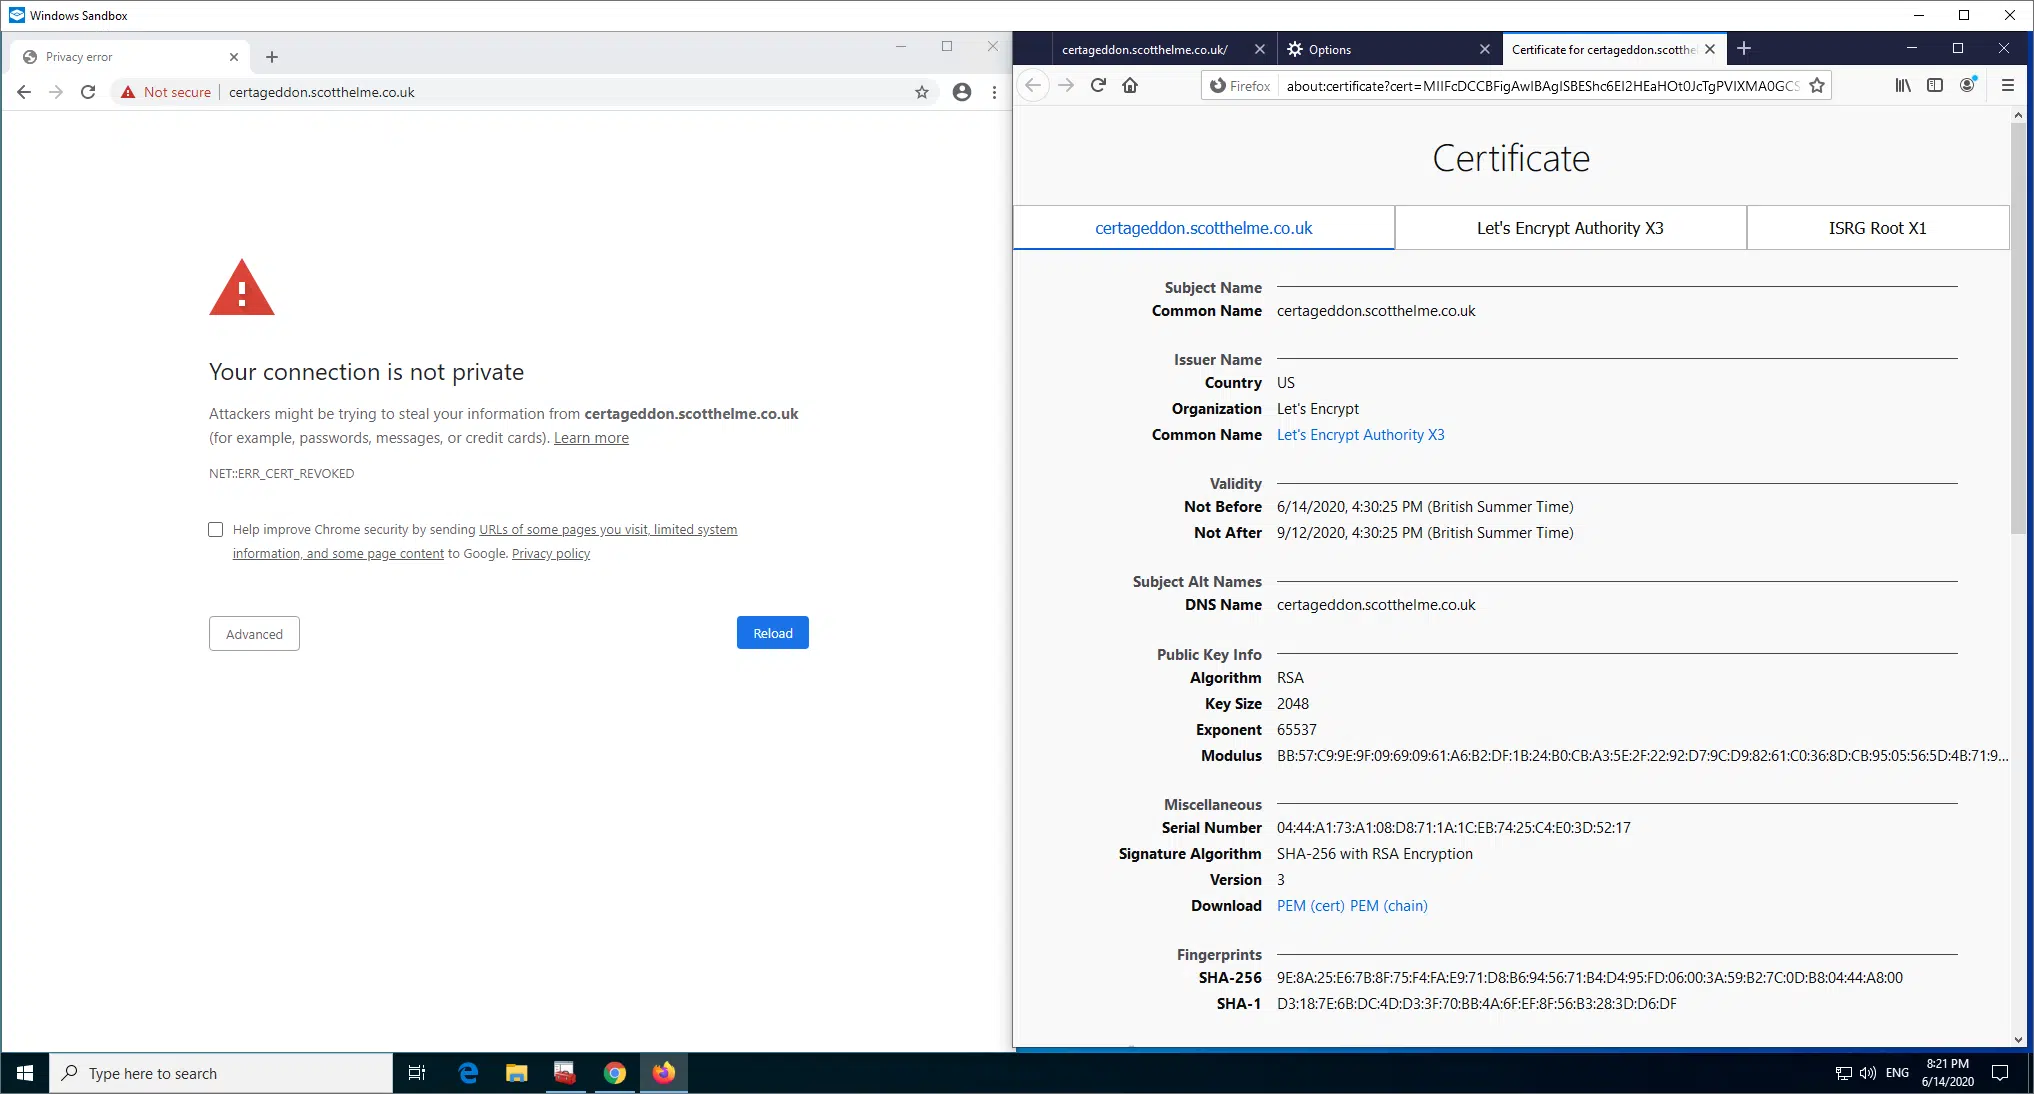 Windows Sandbox
Privacy error
Not secure
certageddon.scotthelme.co.uk
Your connection is not private
Attackers might be trying to steal your information from certageddon.scotthelme.co.uk
(for example, passwords, messages, or credit cards). Learn more
NET::ERR_CERT_REVOKED
Help improve Chrome security by sending URLs of some pages you visit, limited system
information, and some page content to Google. Privacy policy
Advanced
Reload
certageddon.scotthelme.co.uk/
Options
Certificate for certageddon.scotthe
Firefox
about:certificate?cert=MIIFcDCCBFigAwIBAgISBEShc6EI2HEaHOt0JcTgPVIXMA0GCS
Certificate
certageddon.scotthelme.co.uk
Let's Encrypt Authority X3
ISRG Root X1
Subject Name
Common Name certageddon.scotthelme.co.uk
Issuer Name
Country US
Organization Let's Encrypt
Common Name Let's Encrypt Authority X3
Validity
Not Before 6/14/2020, 4:30:25 PM (British Summer Time)
Not After 9/12/2020, 4:30:25 PM (British Summer Time)
Subject Alt Names
DNS Name certageddon.scotthelme.co.uk
Public Key Info
Algorithm RSA
Key Size 2048
Exponent 65537
Modulus BB:57:C9:9E:9F:09:69:09:61:A6:B2:DF:1B:24:B0:CB:A3:5E:2F:22:92:D7:9C:D9:82:61:C0:36:8D:CB:95:05:56:5D:4B:71:9...
Miscellaneous
Serial Number 04:44:A1:73:A1:08:D8:71:1A:1C:EB:74:25:C4:E0:3D:52:17
Signature Algorithm SHA-256 with RSA Encryption
Version 3
Download PEM (cert) PEM (chain)
Fingerprints
SHA-256 9E:8A:25:E6:7B:8F:75:F4:FA:E9:71:D8:B6:94:56:71:B4:D4:95:FD:06:00:3A:59:B2:7C:0D:B8:04:44:A8:00
SHA-1 D3:18:7E:6B:DC:4D:D3:3F:70:BB:4A:6F:EF:8F:56:B3:28:3D:D6:DF
Type here to search
ENG
8:21 PM
6/14/2020